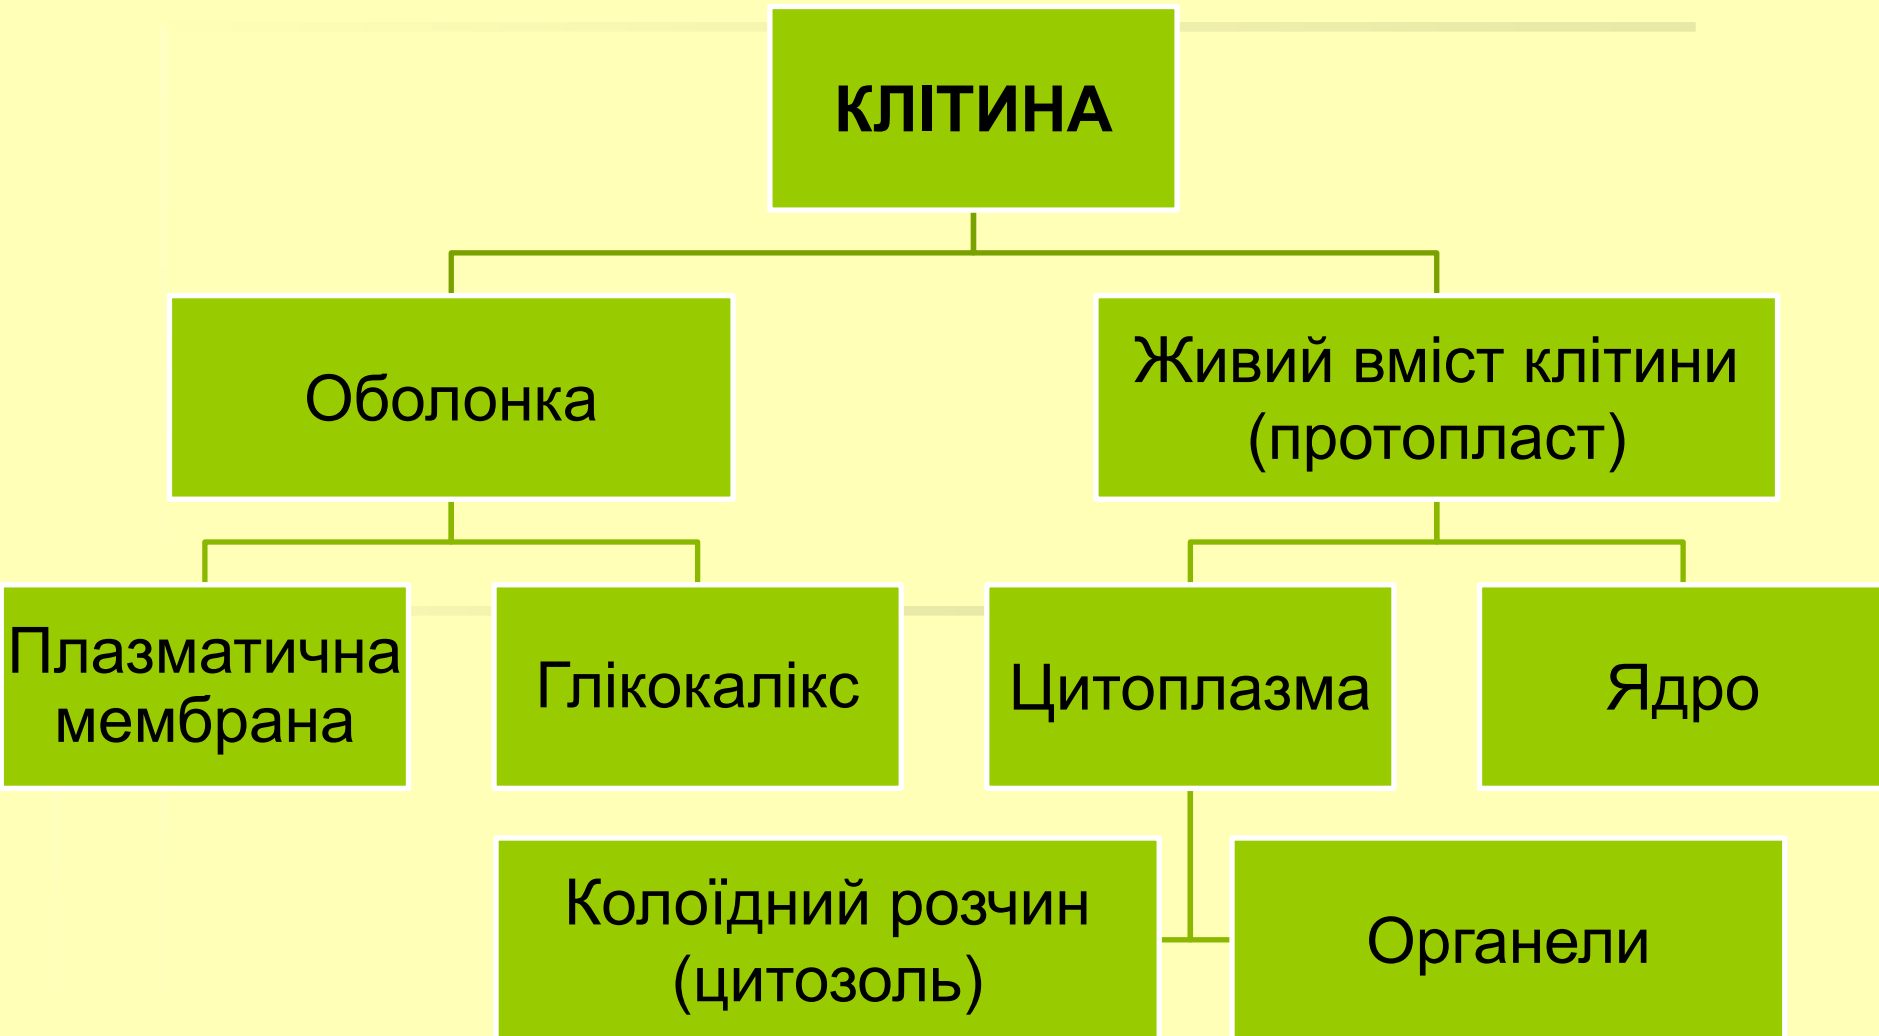 КЛІТИНА
Оболонка
Живий вміст клітини
(протопласт)
Плазматична
мембрана
Глікокалікс
Цитоплазма
Ядро
Колоїдний розчин
(цитозоль)
Органели